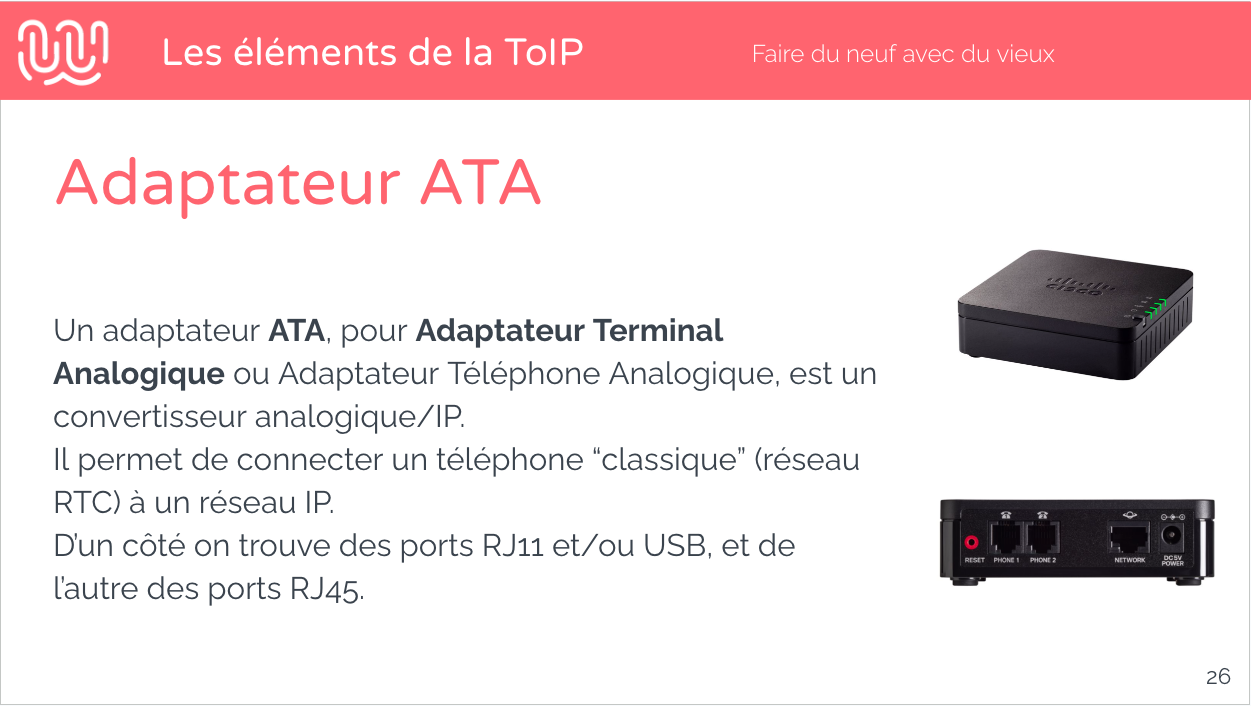 Les éléments de la ToIP
Faire du neuf avec du vieux
Adaptateur ATA
Un adaptateur ATA, pour Adaptateur Terminal
Analogique ou Adaptateur Téléphone Analogique, est un
convertisseur analogique/IP.
Il permet de connecter un téléphone “classique” (réseau
RTC) à un réseau IP.
D’un côté on trouve des ports RJ11 et/ou USB, et de
l’autre des ports RJ45.
CISCO
RESET
PHONE 1
PHONE 2
NETWORK
DC5V
POWER
26